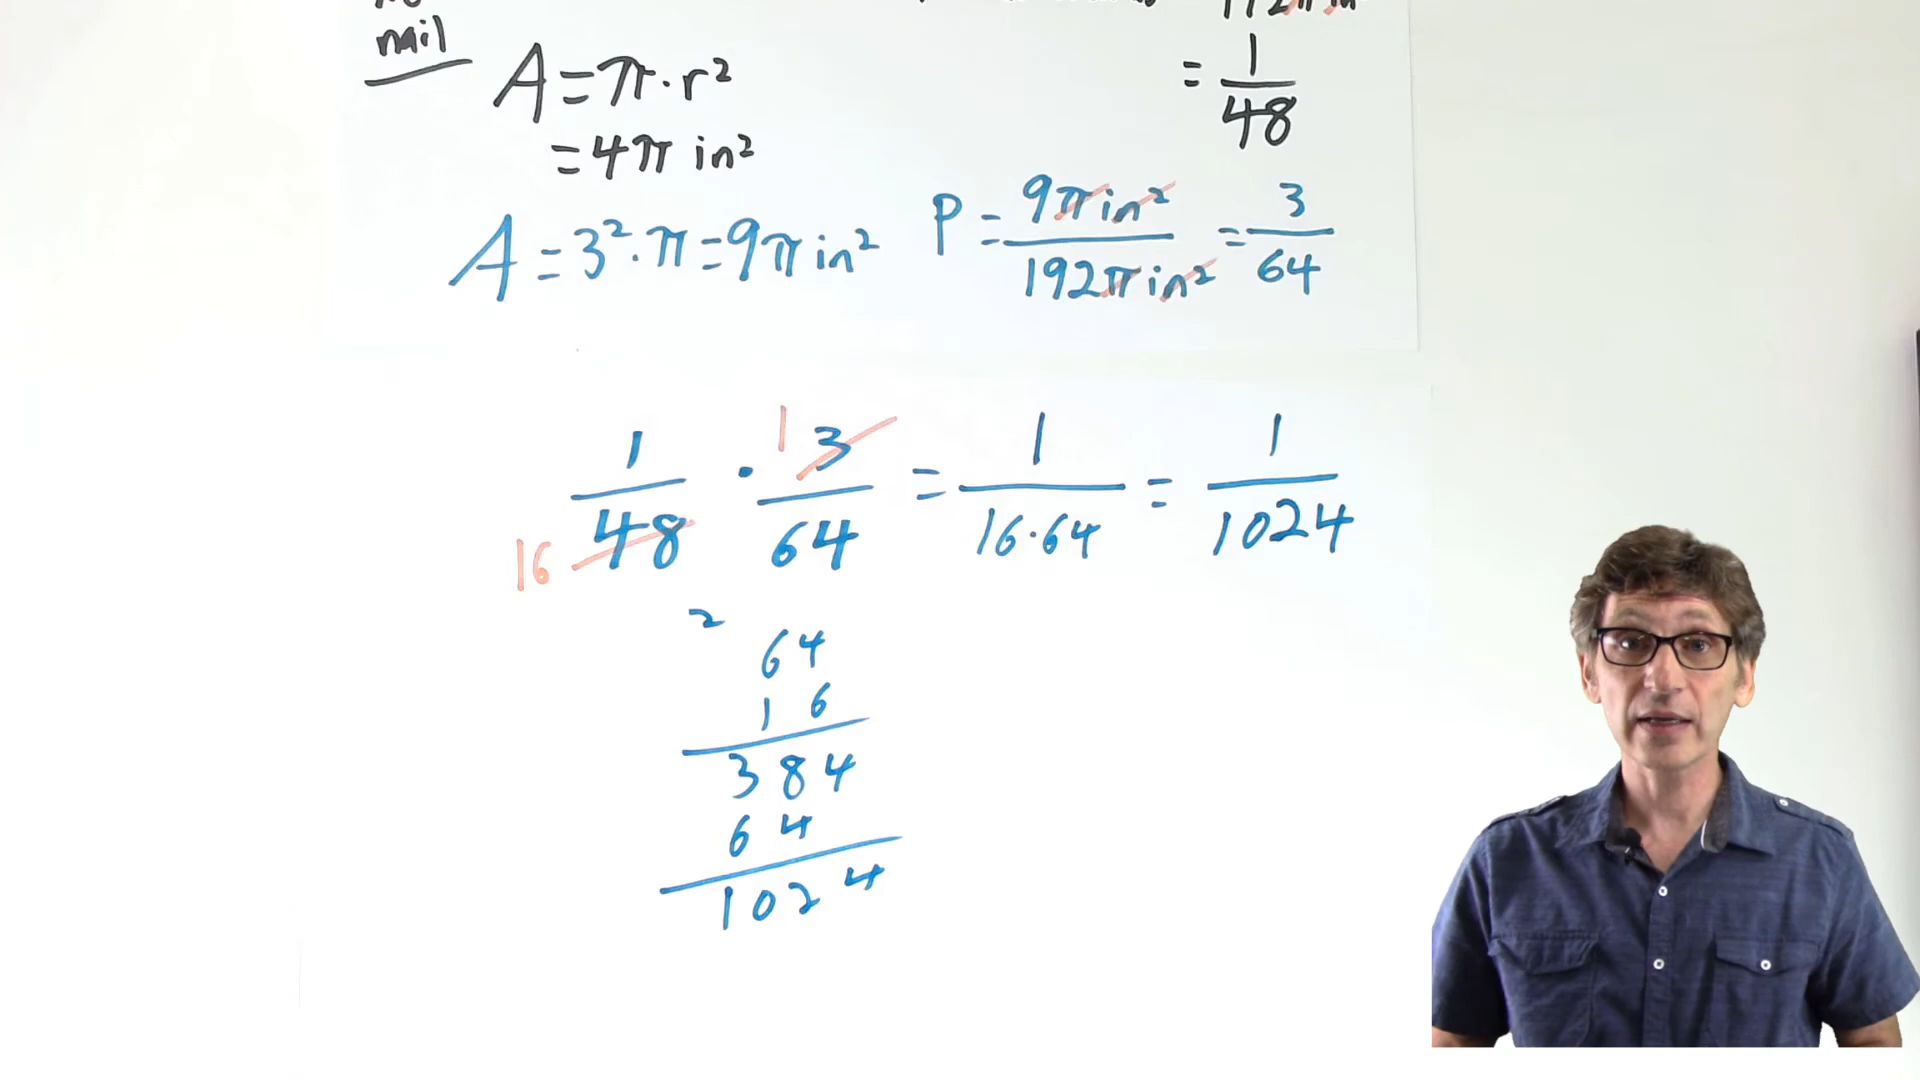 nail
A = π · r²
= 4π in²
= 1/48
A = 3² · π = 9π in²
P = 9π in² / 192π in² = 3/64
1/48 · 3/64 = 1/16·64 = 1/1024
1
16
2
64
16
384
64
1024